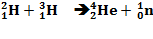 ²₁H + ³₁H ➔ ⁴₂He + ¹₀n